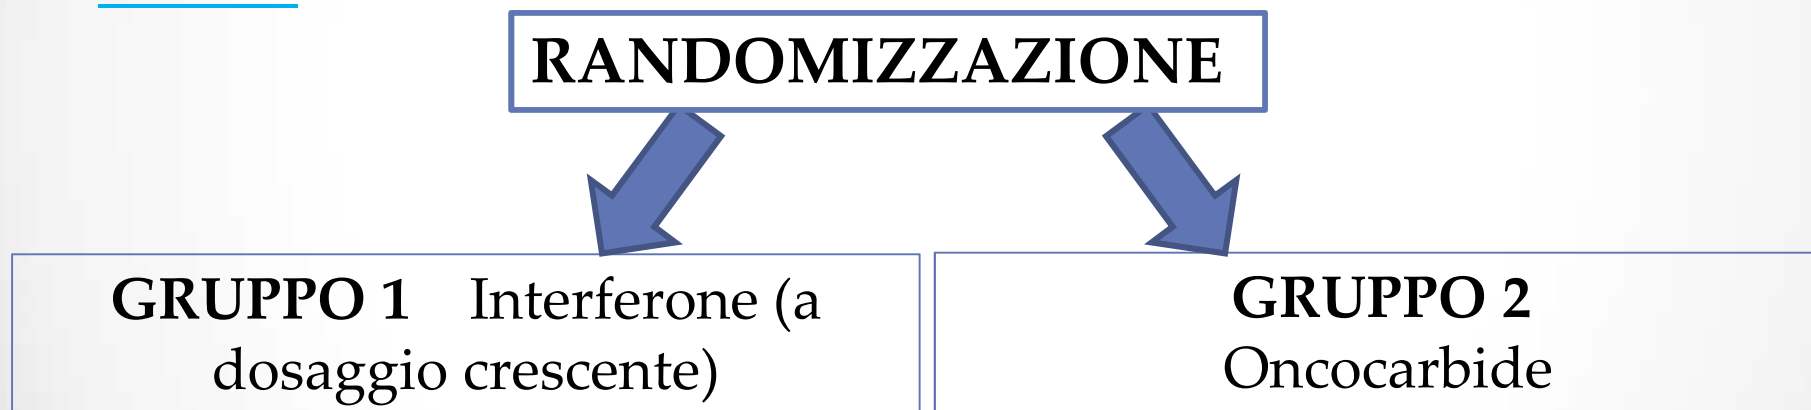 RANDOMIZZAZIONE
GRUPPO 1 Interferone (a
dosaggio crescente)
GRUPPO 2
Oncocarbide